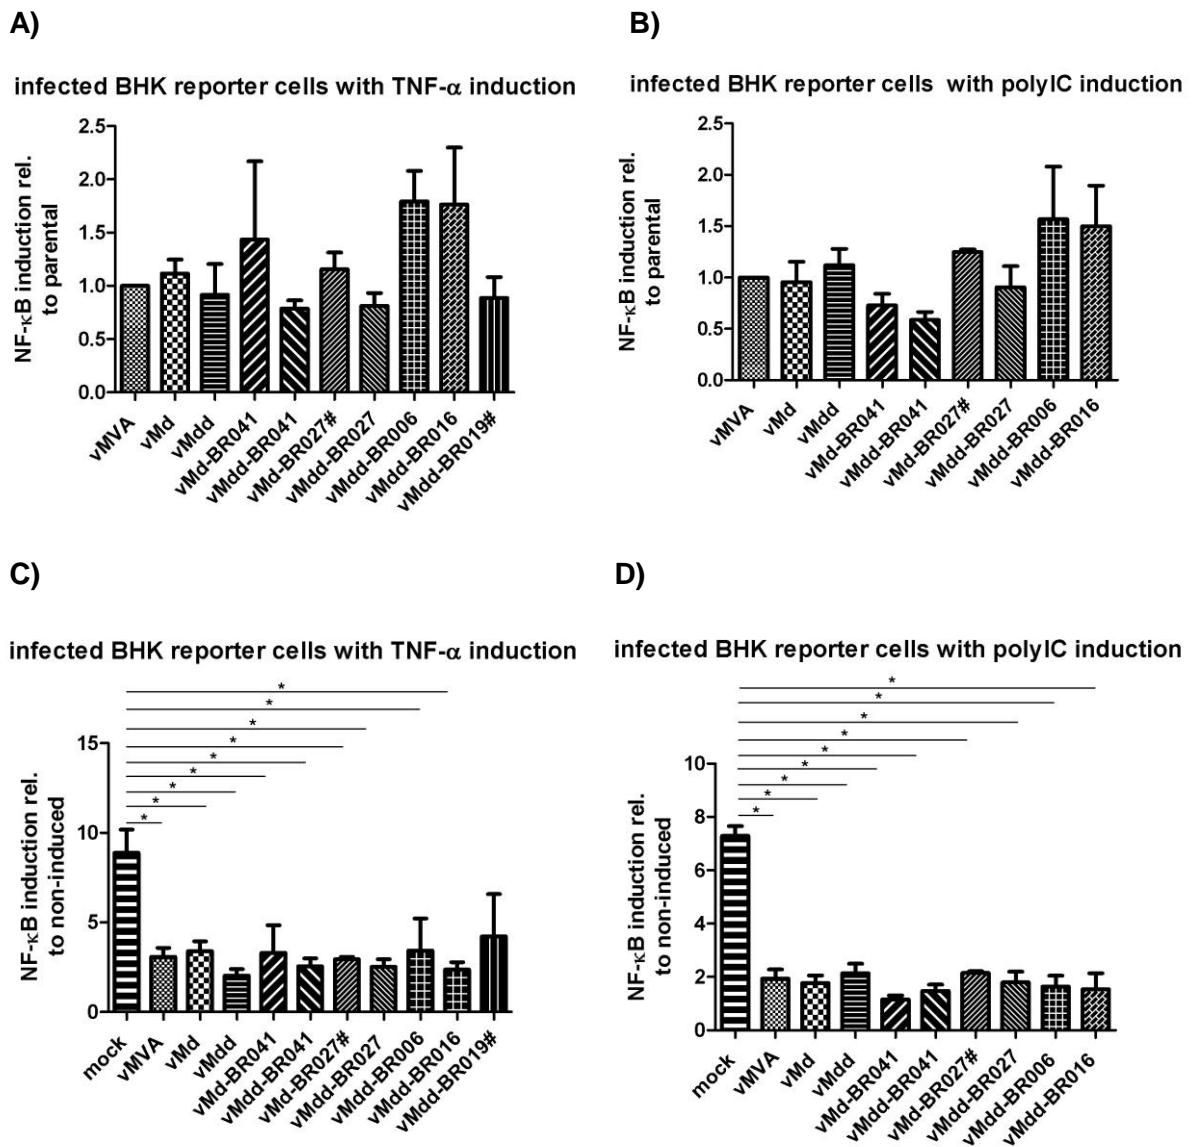 A)
infected BHK reporter cells with TNF-α induction
NF-κB induction rel.
to parental
2.5
2.0
1.5
1.0
0.5
0.0
vMVA
vMd
vMdd
vMd-BR041
vMdd-BR041
vMd-BR027#
vMdd-BR027
vMdd-BR006
vMdd-BR016
vMdd-BR019#
B)
infected BHK reporter cells with polyIC induction
NF-κB induction rel.
to parental
2.5
2.0
1.5
1.0
0.5
0.0
vMVA
vMd
vMdd
vMd-BR041
vMdd-BR041
vMd-BR027#
vMdd-BR027
vMdd-BR006
vMdd-BR016
C)
infected BHK reporter cells with TNF-α induction
*
*
*
*
*
*
*
*
*
NF-κB induction rel.
to non-induced
15
10
5
0
mock
vMVA
vMd
vMdd
vMd-BR041
vMdd-BR041
vMd-BR027#
vMdd-BR027
vMdd-BR006
vMdd-BR016
vMdd-BR019#
D)
infected BHK reporter cells with polyIC induction
*
*
*
*
*
*
*
*
*
NF-κB induction rel.
to non-induced
10
8
6
4
2
0
mock
vMVA
vMd
vMdd
vMd-BR041
vMdd-BR041
vMd-BR027#
vMdd-BR027
vMdd-BR006
vMdd-BR016